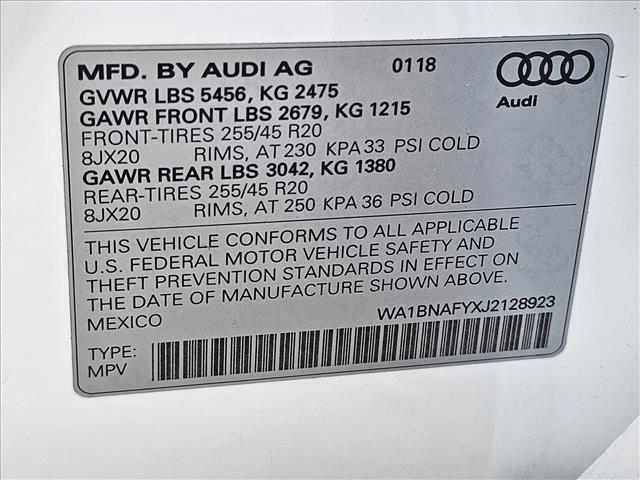 MFD. BY AUDI AG 0118
Audi
GVWR LBS 5456, KG 2475
GAWR FRONT LBS 2679, KG 1215
FRONT-TIRES 255/45 R20
8JX20 RIMS, AT 230 KPA 33 PSI COLD
GAWR REAR LBS 3042, KG 1380
REAR-TIRES 255/45 R20
8JX20 RIMS, AT 250 KPA 36 PSI COLD
THIS VEHICLE CONFORMS TO ALL APPLICABLE
U.S. FEDERAL MOTOR VEHICLE SAFETY AND
THEFT PREVENTION STANDARDS IN EFFECT ON
THE DATE OF MANUFACTURE SHOWN ABOVE.
MEXICO WA1BNAFYXJ2128923
TYPE:
MPV